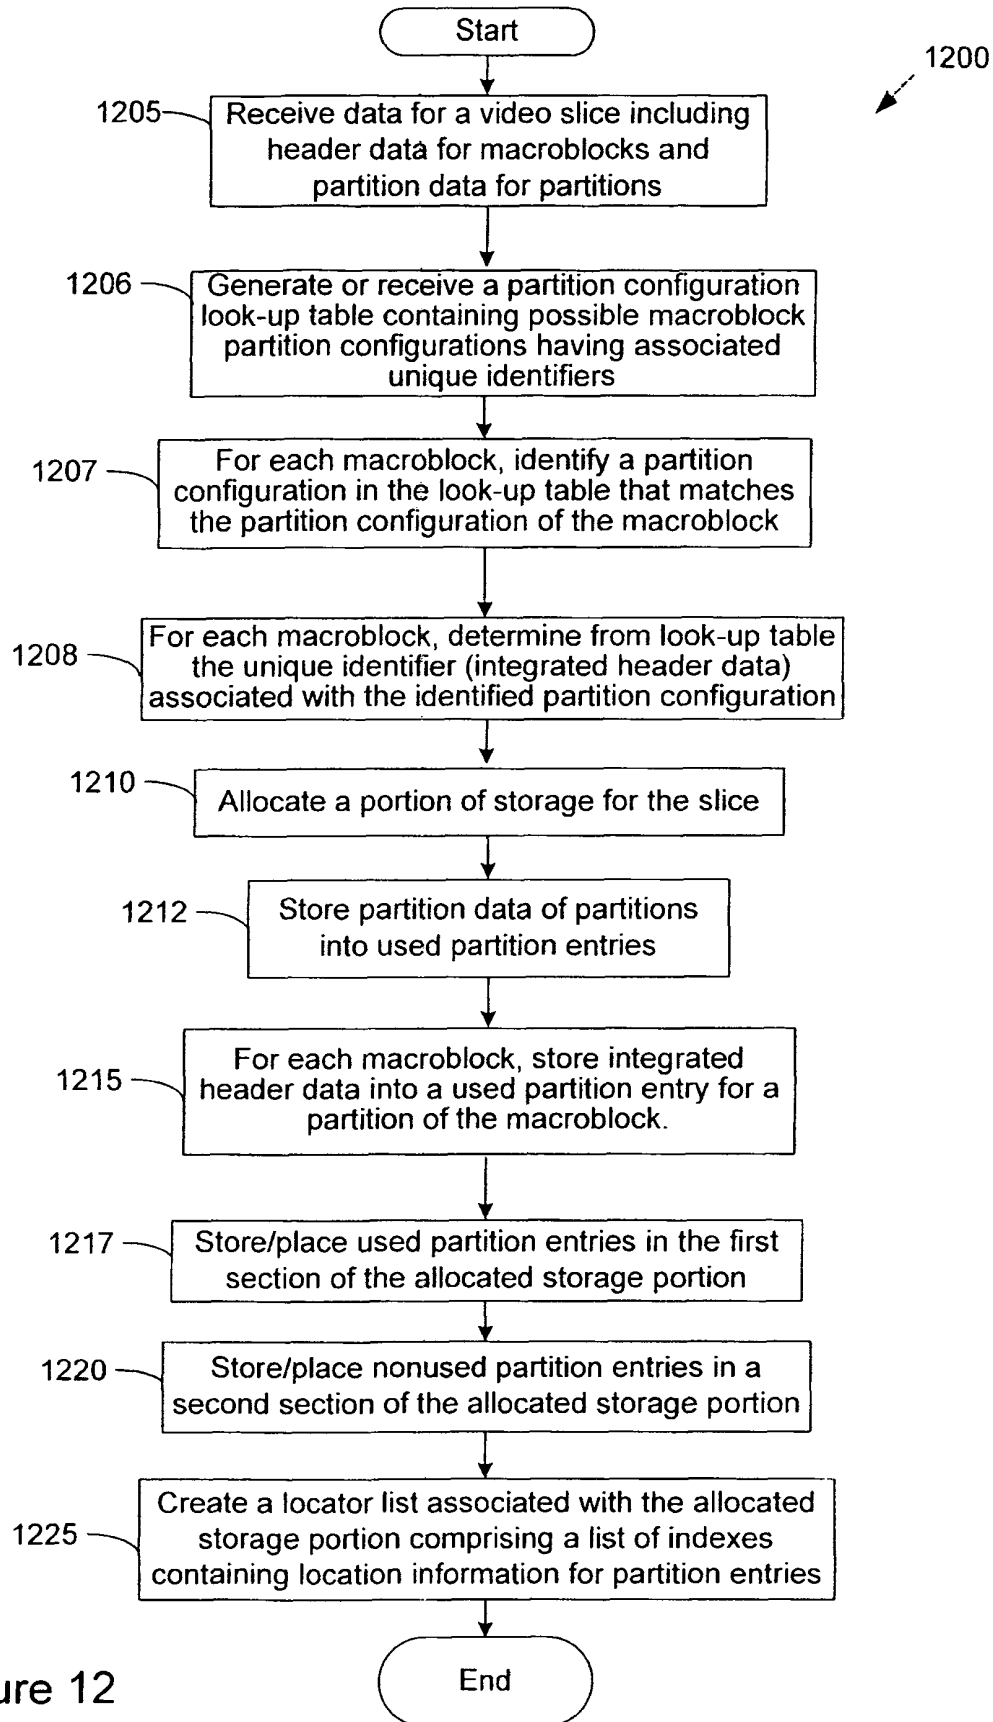 Start
1200
1205
Receive data for a video slice including
header data for macroblocks and
partition data for partitions
1206
Generate or receive a partition configuration
look-up table containing possible macroblock
partition configurations having associated
unique identifiers
1207
For each macroblock, identify a partition
configuration in the look-up table that matches
the partition configuration of the macroblock
1208
For each macroblock, determine from look-up table
the unique identifier (integrated header data)
associated with the identified partition configuration
1210
Allocate a portion of storage for the slice
1212
Store partition data of partitions
into used partition entries
1215
For each macroblock, store integrated
header data into a used partition entry for a
partition of the macroblock.
1217
Store/place used partition entries in the first
section of the allocated storage portion
1220
Store/place nonused partition entries in a
second section of the allocated storage portion
1225
Create a locator list associated with the allocated
storage portion comprising a list of indexes
containing location information for partition entries
End
ure 12